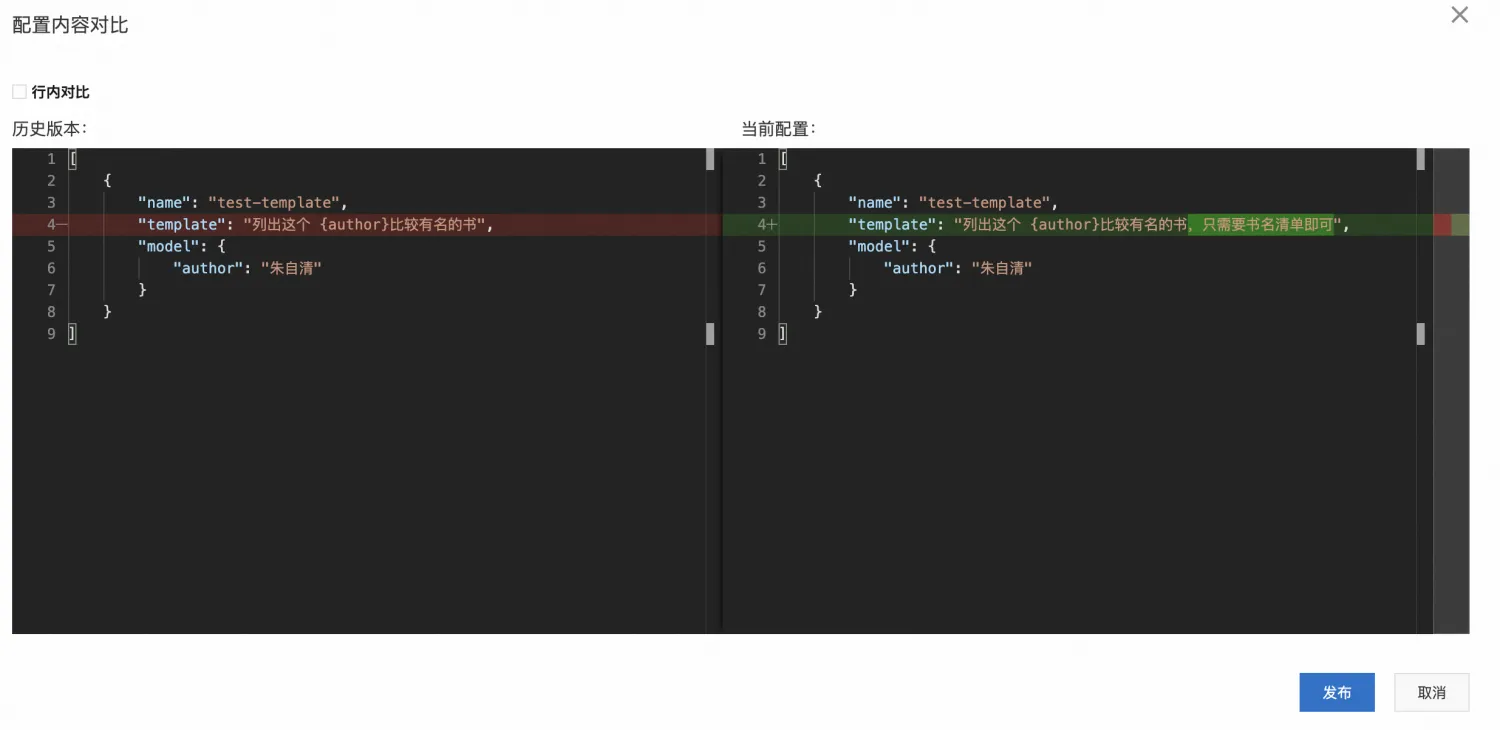 配置内容对比
行内对比
历史版本:
1 [
2 {
3 "name": "test-template",
4— "template": "列出这个 {author}比较有名的书",
5 "model": {
6 "author": "朱自清"
7 }
8 }
9 ]
当前配置:
1 [
2 {
3 "name": "test-template",
4+ "template": "列出这个 {author}比较有名的书，只需要书名清单即可",
5 "model": {
6 "author": "朱自清"
7 }
8 }
9 ]
发布
取消